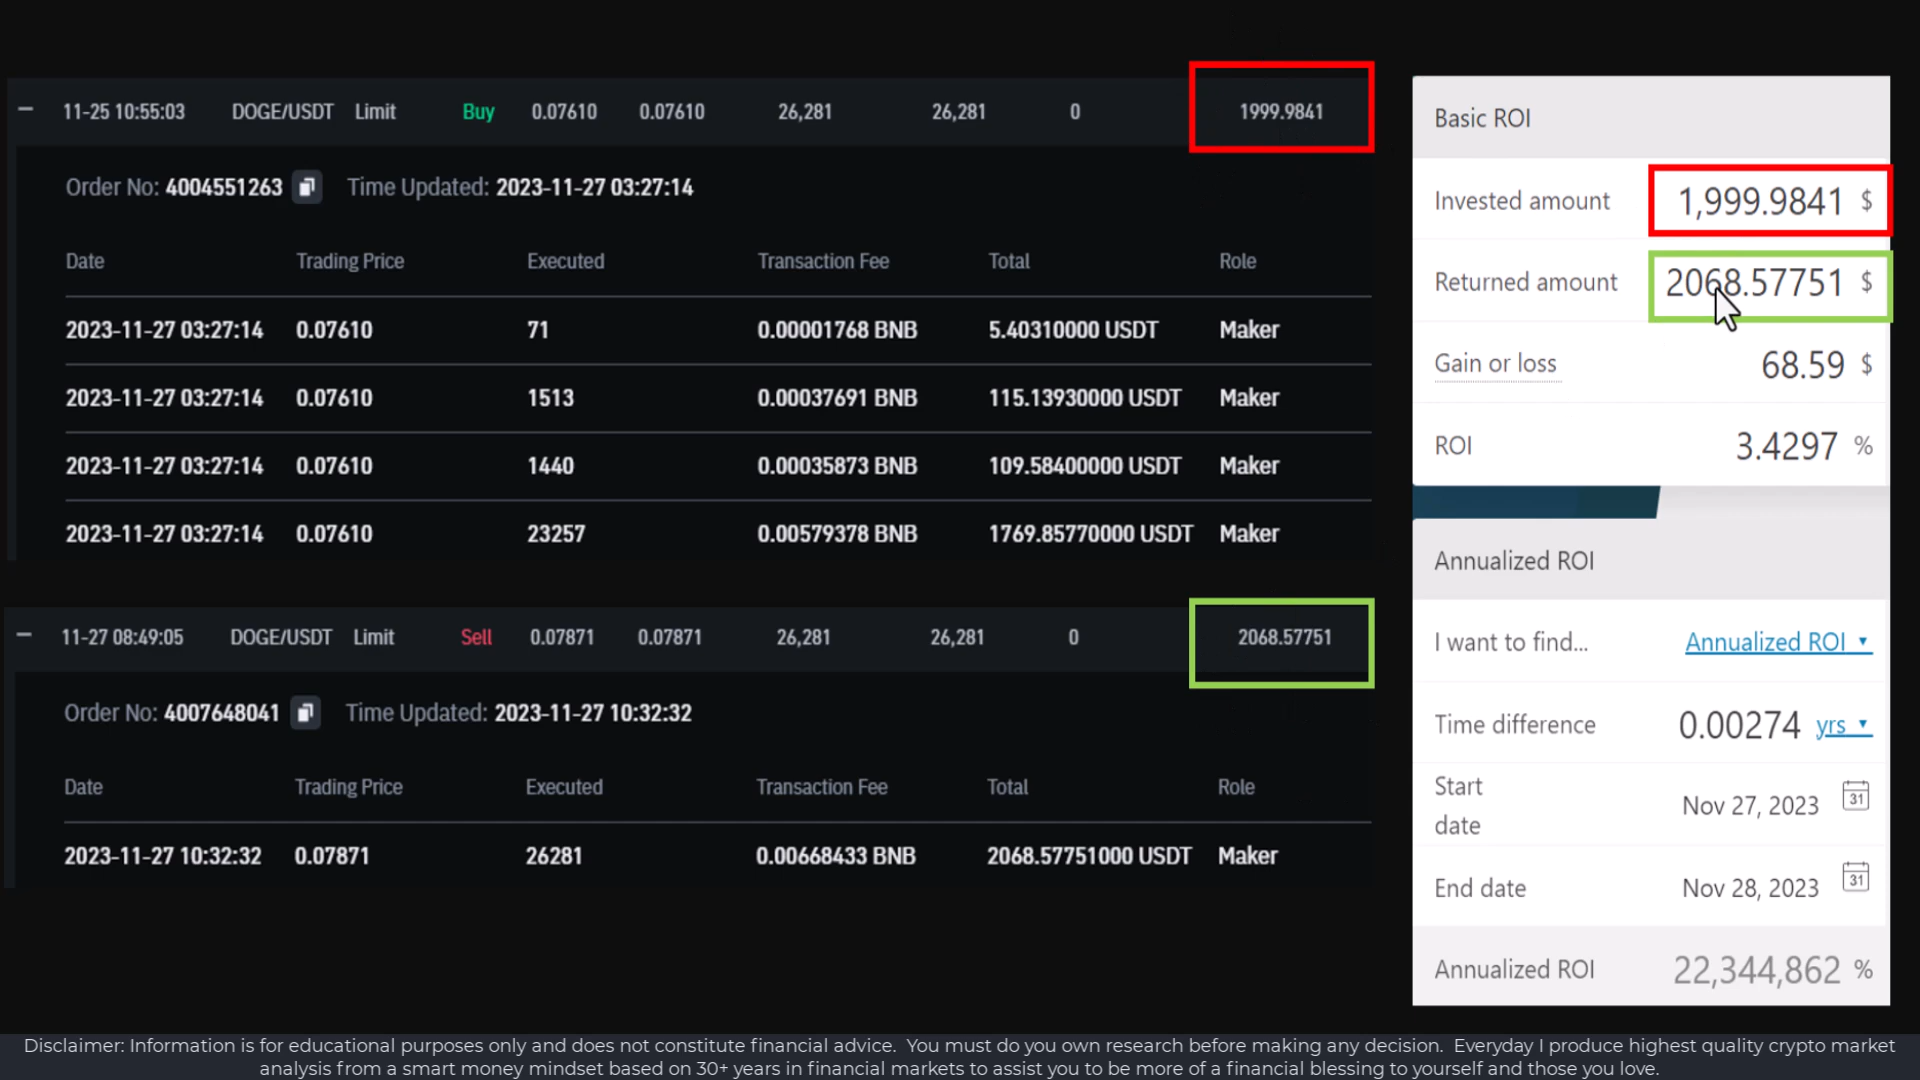 11-25 10:55:03 DOGE/USDT Limit Buy 0.07610 0.07610 26,281 26,281 0 1999.9841
Order No: 4004551263 Time Updated: 2023-11-27 03:27:14
Date Trading Price Executed Transaction Fee Total Role
2023-11-27 03:27:14 0.07610 71 0.00001768 BNB 5.40310000 USDT Maker
2023-11-27 03:27:14 0.07610 1513 0.00037691 BNB 115.13930000 USDT Maker
2023-11-27 03:27:14 0.07610 1440 0.00035873 BNB 109.58400000 USDT Maker
2023-11-27 03:27:14 0.07610 23257 0.00579378 BNB 1769.85770000 USDT Maker
11-27 08:49:05 DOGE/USDT Limit Sell 0.07871 0.07871 26,281 26,281 0 2068.57751
Order No: 4007648041 Time Updated: 2023-11-27 10:32:32
Date Trading Price Executed Transaction Fee Total Role
2023-11-27 10:32:32 0.07871 26281 0.00668433 BNB 2068.57751000 USDT Maker
Basic ROI
Invested amount 1,999.9841 $
Returned amount 2068.57751 $
Gain or loss 68.59 $
ROI 3.4297 %
Annualized ROI
I want to find... Annualized ROI
Time difference 0.00274 yrs
Start
date Nov 27, 2023 31
End date Nov 28, 2023 31
Annualized ROI 22,344,862 %
Disclaimer: Information is for educational purposes only and does not constitute financial advice. You must do you own research before making any decision. Everyday I produce highest quality crypto market
analysis from a smart money mindset based on 30+ years in financial markets to assist you to be more of a financial blessing to yourself and those you love.